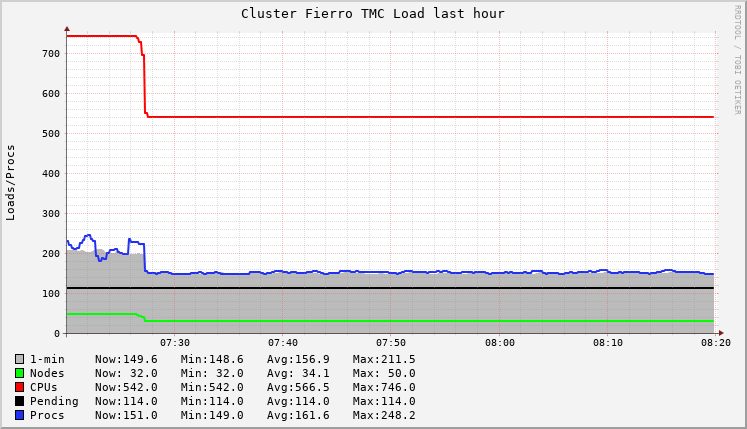 Cluster Fierro TMC Load last hour
RRDTOOL / TOBI OETIKER
Loads/Procs
700
600
500
400
300
200
100
0
07:30 07:40 07:50 08:00 08:10 08:20
1-min Now:149.6 Min:148.6 Avg:156.9 Max:211.5
Nodes Now: 32.0 Min: 32.0 Avg: 34.1 Max: 50.0
CPUs Now:542.0 Min:542.0 Avg:566.5 Max:746.0
Pending Now:114.0 Min:114.0 Avg:114.0 Max:114.0
Procs Now:151.0 Min:149.0 Avg:161.6 Max:248.2